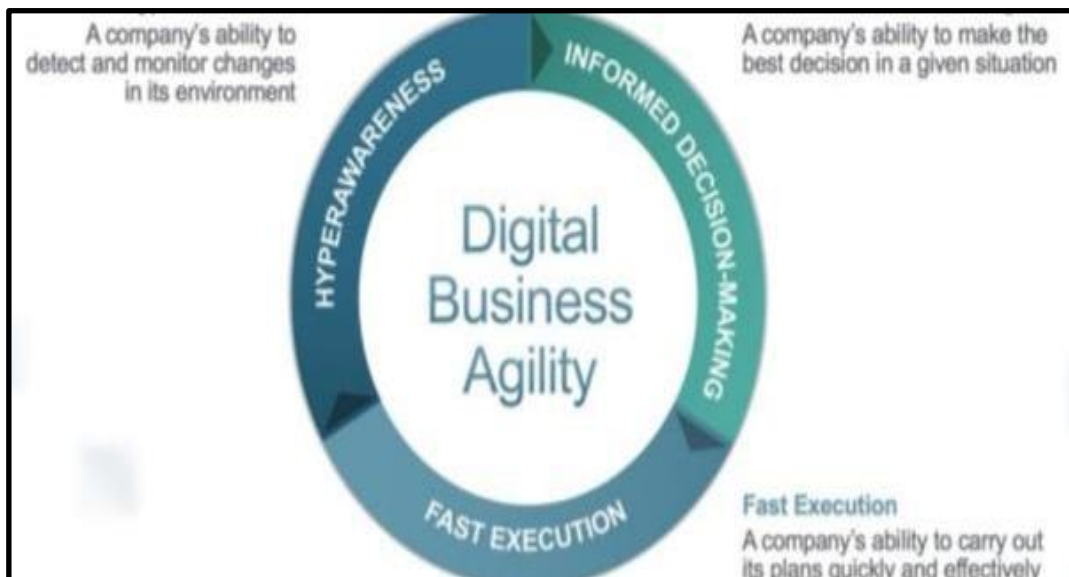 A company's ability to
detect and monitor changes
in its environment
A company's ability to make the
best decision in a given situation
HYPERAWARENESS
INFORMED DECISION-MAKING
Digital
Business
Agility
FAST EXECUTION
Fast Execution
A company's ability to carry out
its plans quickly and effectively